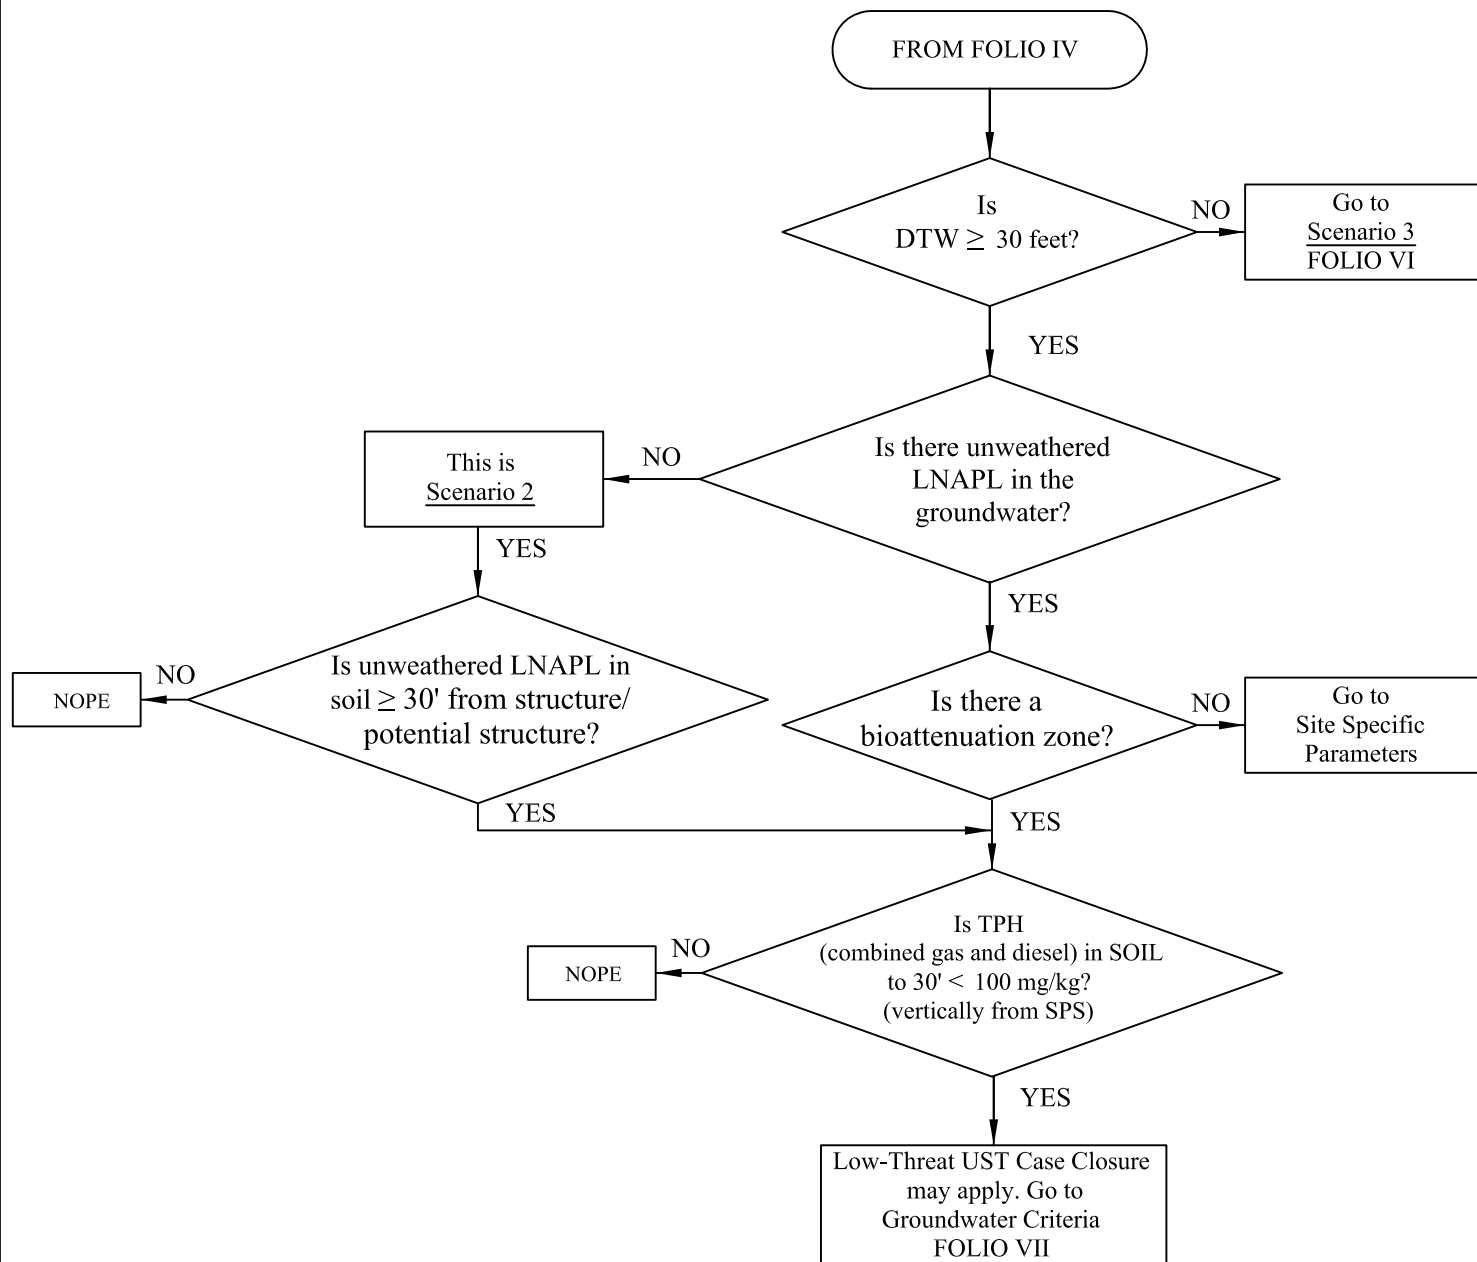 FROM FOLIO IV
Is
DTW ≥ 30 feet?
NO
Go to
Scenario 3
FOLIO VI
YES
Is there unweathered
LNAPL in the
groundwater?
NO
This is
Scenario 2
YES
YES
Is unweathered LNAPL in
soil ≥ 30' from structure/
potential structure?
NO
NOPE
Is there a
bioattenuation zone?
NO
Go to
Site Specific
Parameters
YES
YES
Is TPH
(combined gas and diesel) in SOIL
to 30' < 100 mg/kg?
(vertically from SPS)
NO
NOPE
YES
Low-Threat UST Case Closure
may apply. Go to
Groundwater Criteria
FOLIO VII